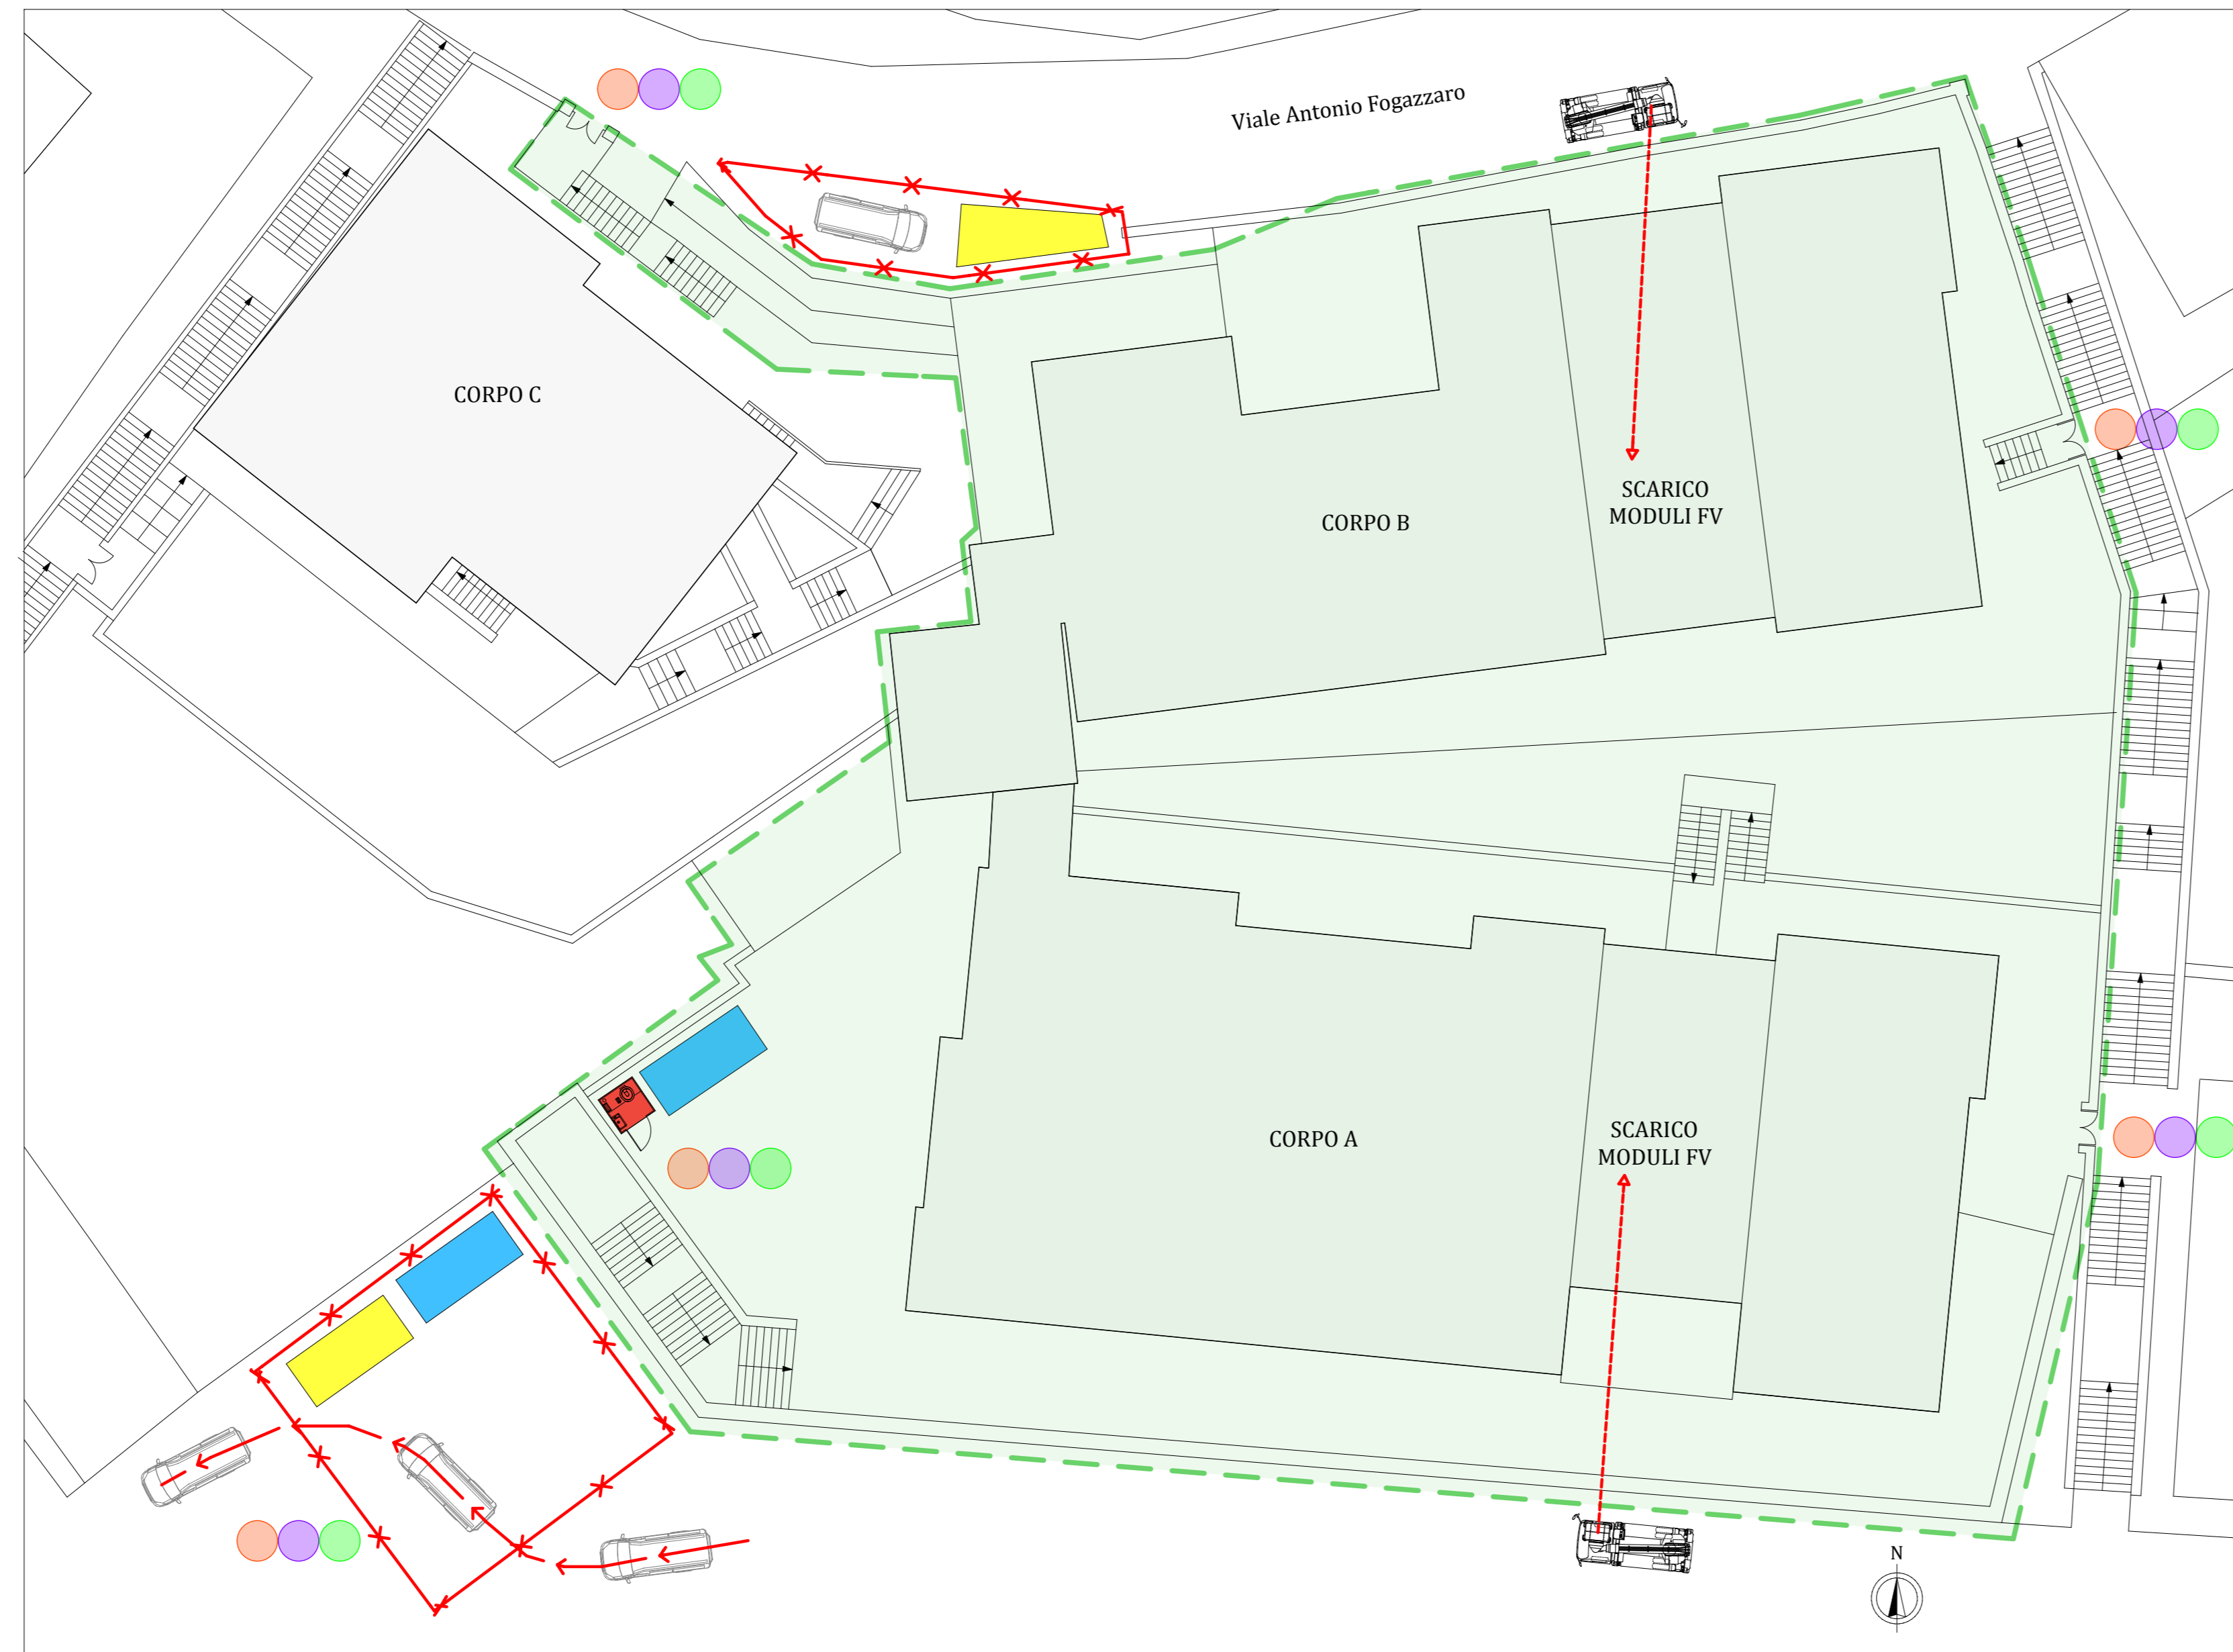 Viale Antonio Fogazzaro
CORPO C
SCARICO
MODULI FV
CORPO B
SCARICO
MODULI FV
CORPO A
N